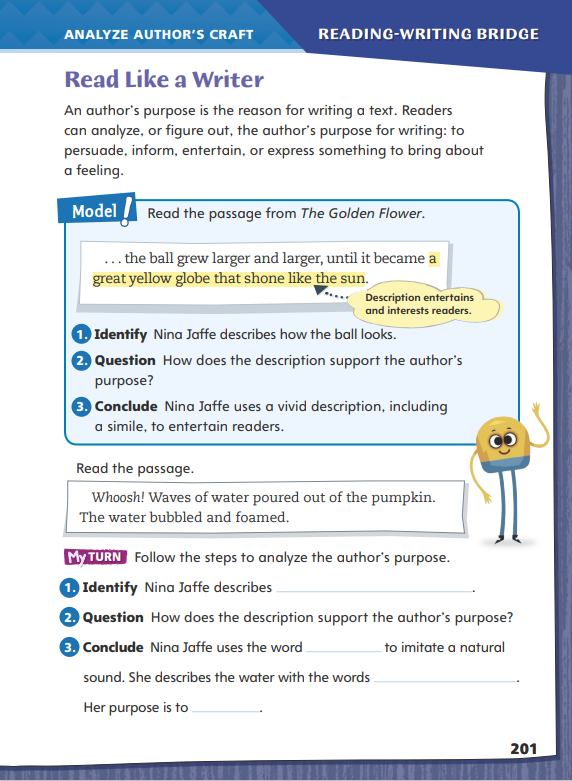 ANALYZE AUTHOR'S CRAFT
READING-WRITING BRIDGE
Read Like a Writer
An author's purpose is the reason for writing a text. Readers
can analyze, or figure out, the author's purpose for writing: to
persuade, inform, entertain, or express something to bring about
a feeling.
Model! Read the passage from The Golden Flower.
. . . the ball grew larger and larger, until it became a
great yellow globe that shone like the sun.
Description entertains
and interests readers.
1. Identify Nina Jaffe describes how the ball looks.
2. Question How does the description support the author's
purpose?
3. Conclude Nina Jaffe uses a vivid description, including
a simile, to entertain readers.
Read the passage.
Whoosh! Waves of water poured out of the pumpkin.
The water bubbled and foamed.
My TURN Follow the steps to analyze the author's purpose.
1. Identify Nina Jaffe describes ____________________.
2. Question How does the description support the author's purpose?
3. Conclude Nina Jaffe uses the word ________ to imitate a natural
sound. She describes the water with the words ________________.
Her purpose is to ________.
201